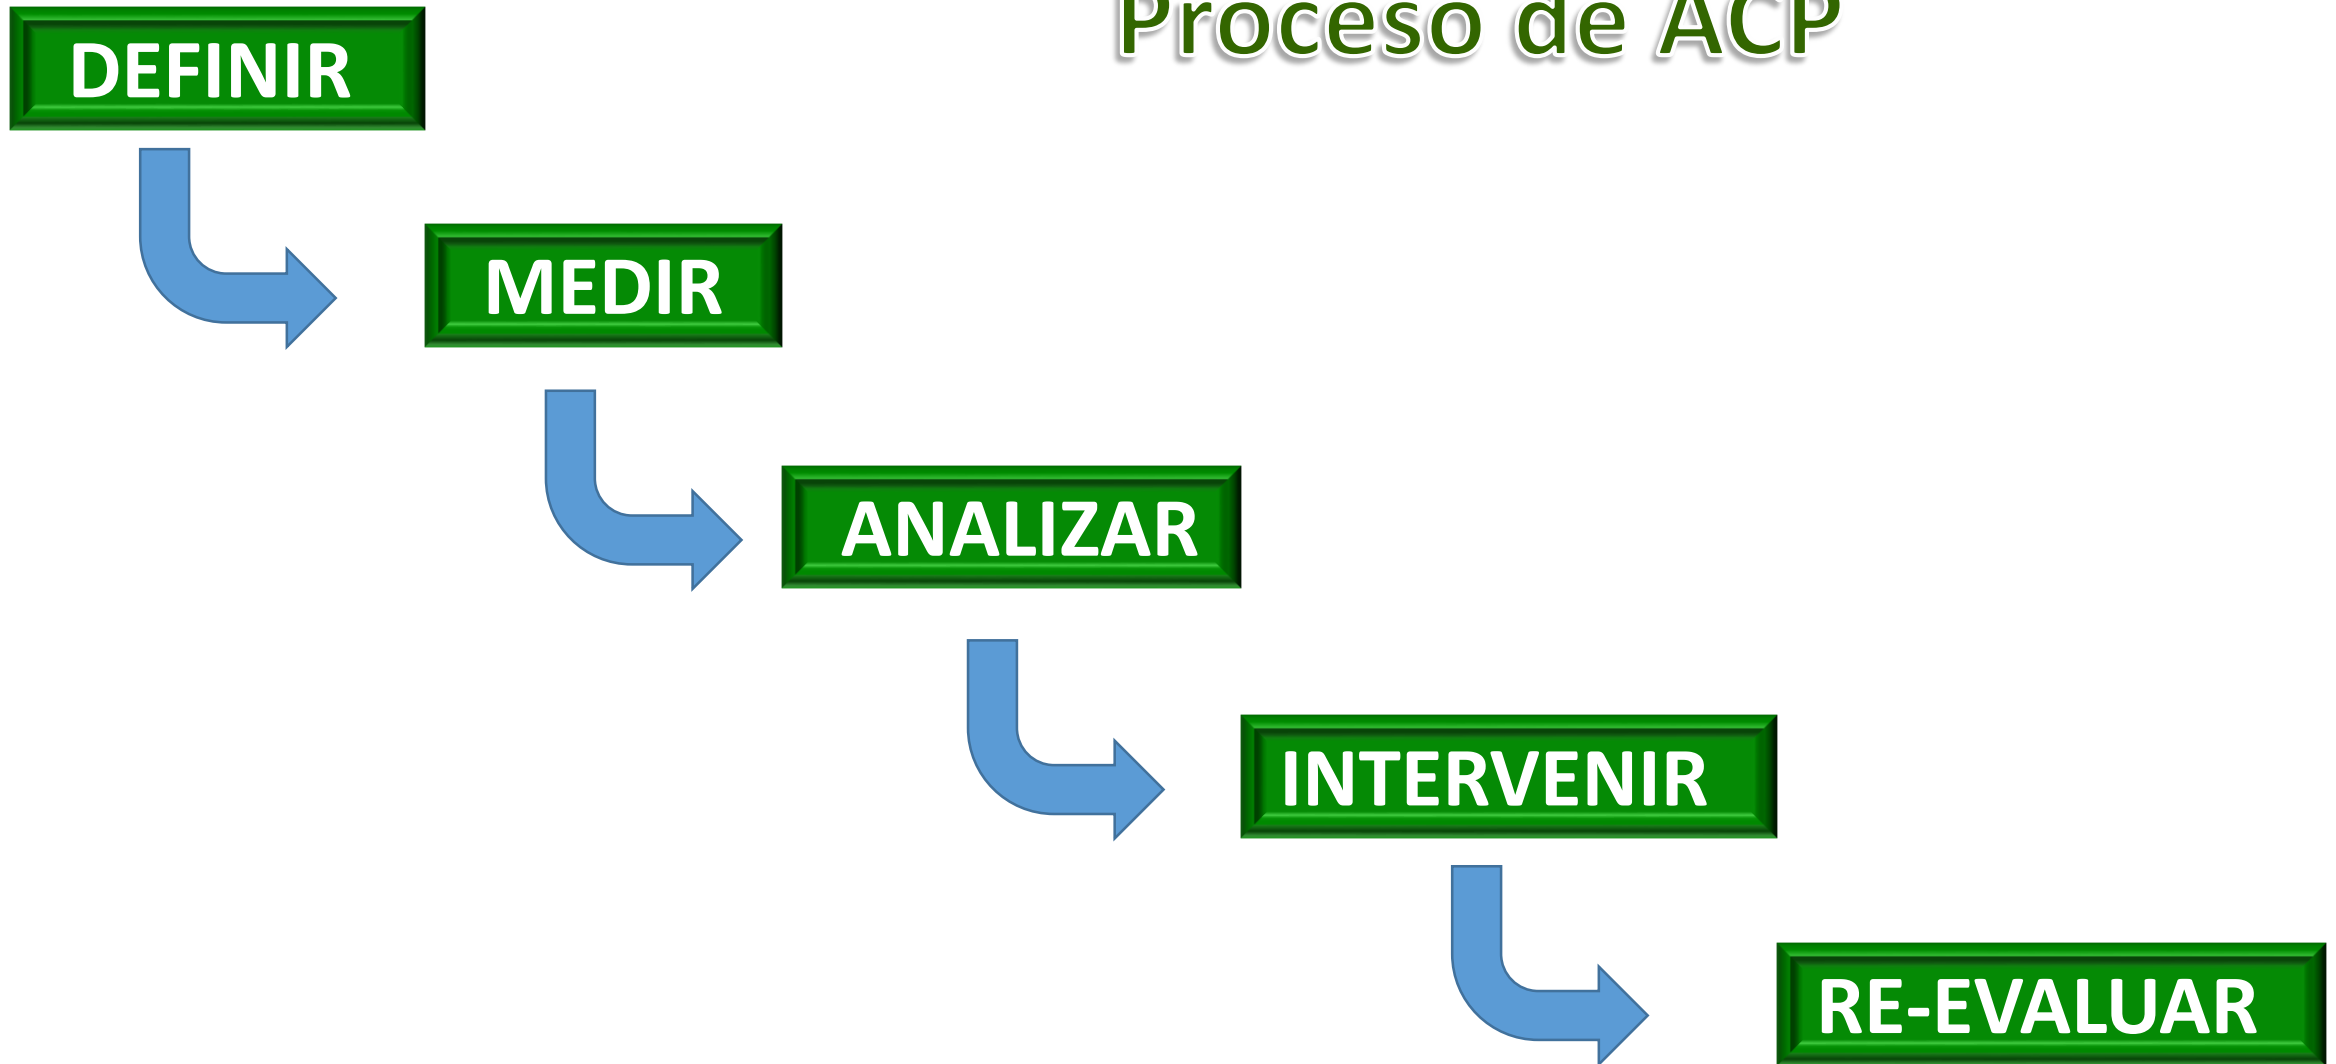 Proceso de ACP
DEFINIR
MEDIR
ANALIZAR
INTERVENIR
RE-EVALUAR